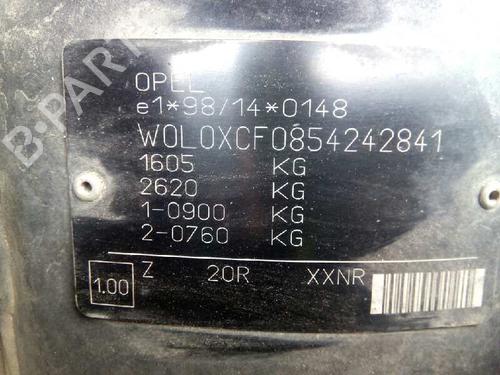 OPEL
e1*98/14*0148
W0L0XCF0854242841
1605 KG
2620 KG
1-0900 KG
2-0760 KG
1.00 Z 20R XXNR
B-PARTS